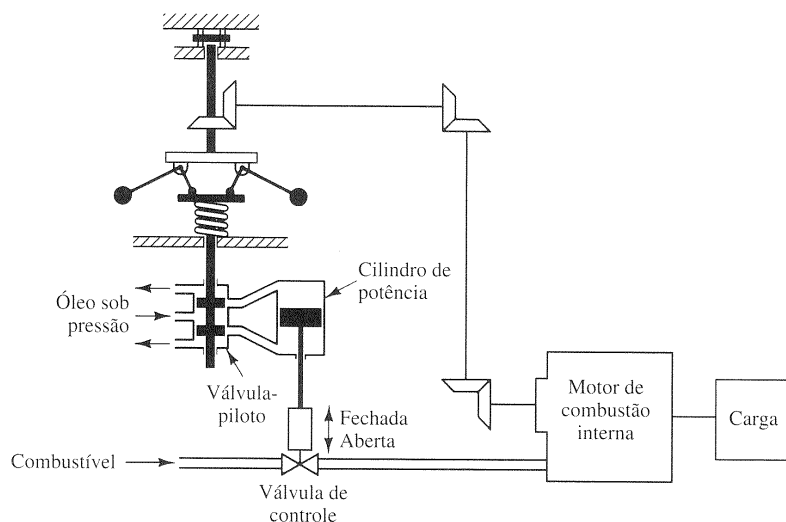 Cilindro de
potência
Óleo sob
pressão
Válvula-
piloto
Fechada
Aberta
Motor de
combustão
interna
Carga
Combustível
Válvula de
controle